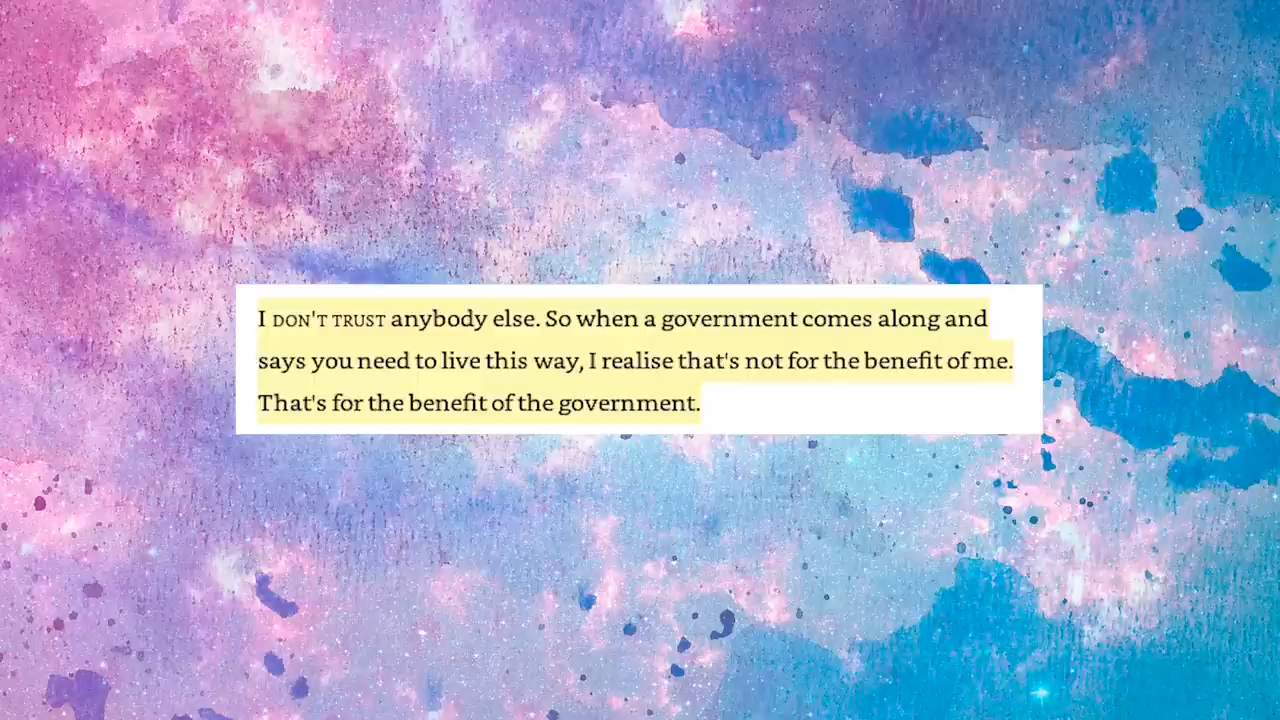 I DON'T TRUST anybody else. So when a government comes along and
says you need to live this way, I realise that's not for the benefit of me.
That's for the benefit of the government.